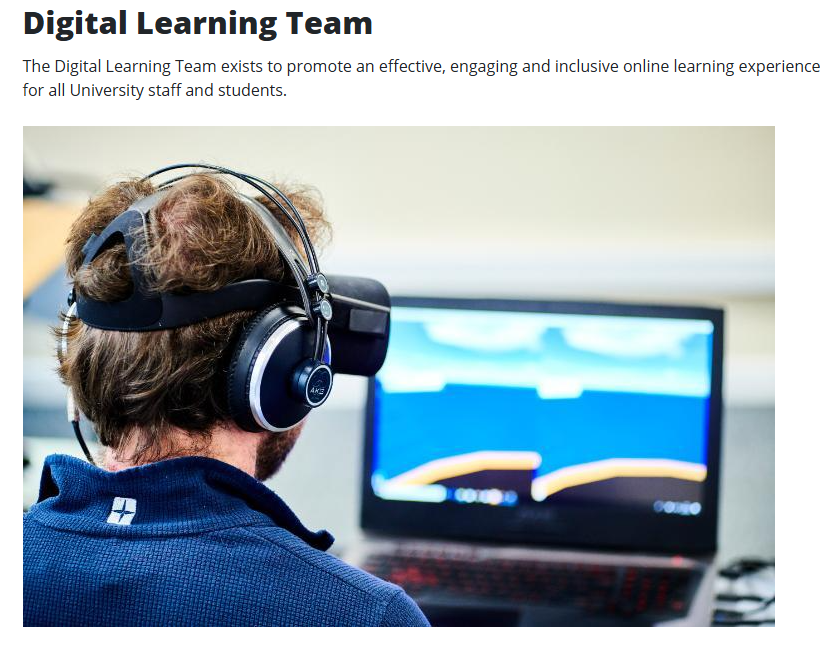 Digital Learning Team
The Digital Learning Team exists to promote an effective, engaging and inclusive online learning experience
for all University staff and students.
AKG